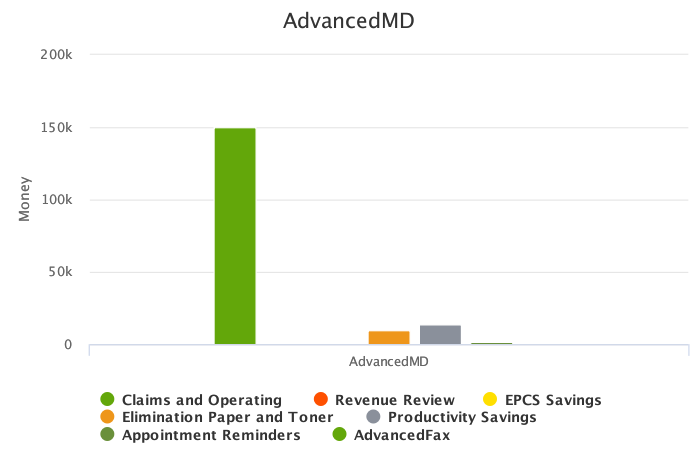 AdvancedMD
200k
150k
100k
50k
0
Money
AdvancedMD
Claims and Operating Revenue Review EPCS Savings
Elimination Paper and Toner Productivity Savings
Appointment Reminders AdvancedFax